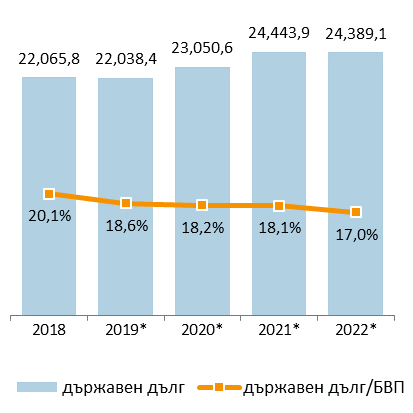 22,065,8 22,038,4 23,050,6 24,443,9 24,389,1
20,1% 18,6% 18,2% 18,1% 17,0%
2018 2019* 2020* 2021* 2022*
държавен дълг държавен дълг/БВП